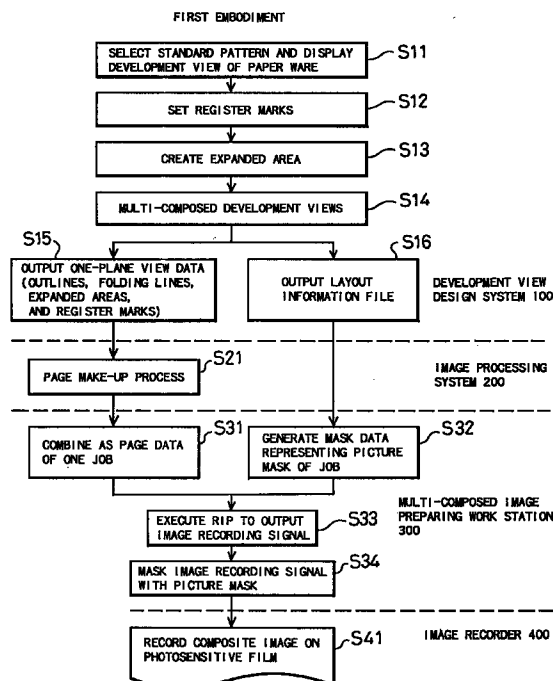 FIRST EMBODIMENT
SELECT STANDARD PATTERN AND DISPLAY
DEVELOPMENT VIEW OF PAPER WARE
S11
SET REGISTER MARKS
S12
CREATE EXPANDED AREA
S13
MULTI-COMPOSED DEVELOPMENT VIEWS
S14
S15
OUTPUT ONE-PLANE VIEW DATA
(OUTLINES, FOLDING LINES,
EXPANDED AREAS,
AND REGISTER MARKS)
S16
OUTPUT LAYOUT
INFORMATION FILE
DEVELOPMENT VIEW
DESIGN SYSTEM 100
S21
PAGE MAKE-UP PROCESS
IMAGE PROCESSING
SYSTEM 200
S31
COMBINE AS PAGE DATA
OF ONE JOB
S32
GENERATE MASK DATA
REPRESENTING PICTURE
MASK OF JOB
S33
EXECUTE RIP TO OUTPUT
IMAGE RECORDING SIGNAL
MULTI-COMPOSED IMAGE
PREPARING WORK STATION
300
S34
MASK IMAGE RECORDING SIGNAL
WITH PICTURE MASK
S41
RECORD COMPOSITE IMAGE ON
PHOTOSENSITIVE FILM
IMAGE RECORDER 400